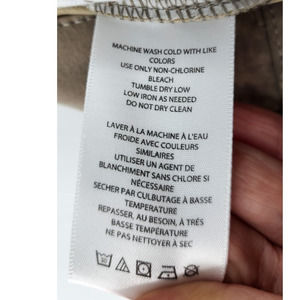 MACHINE WASH COLD WITH LIKE
COLORS
USE ONLY NON-CHLORINE
BLEACH
TUMBLE DRY LOW
LOW IRON AS NEEDED
DO NOT DRY CLEAN
LAVER À LA MACHINE À L'EAU
FROIDE AVEC COULEURS
SIMILAIRES
UTILISER UN AGENT DE
BLANCHIMENT SANS CHLORE SI
NÉCESSAIRE
SECHER PAR CULBUTAGE À BASSE
TEMPERATURE
REPASSER, AU BESOIN, À TRÉS
BASSE TEMPÉRATURE
NE PAS NETTOYER À SEC